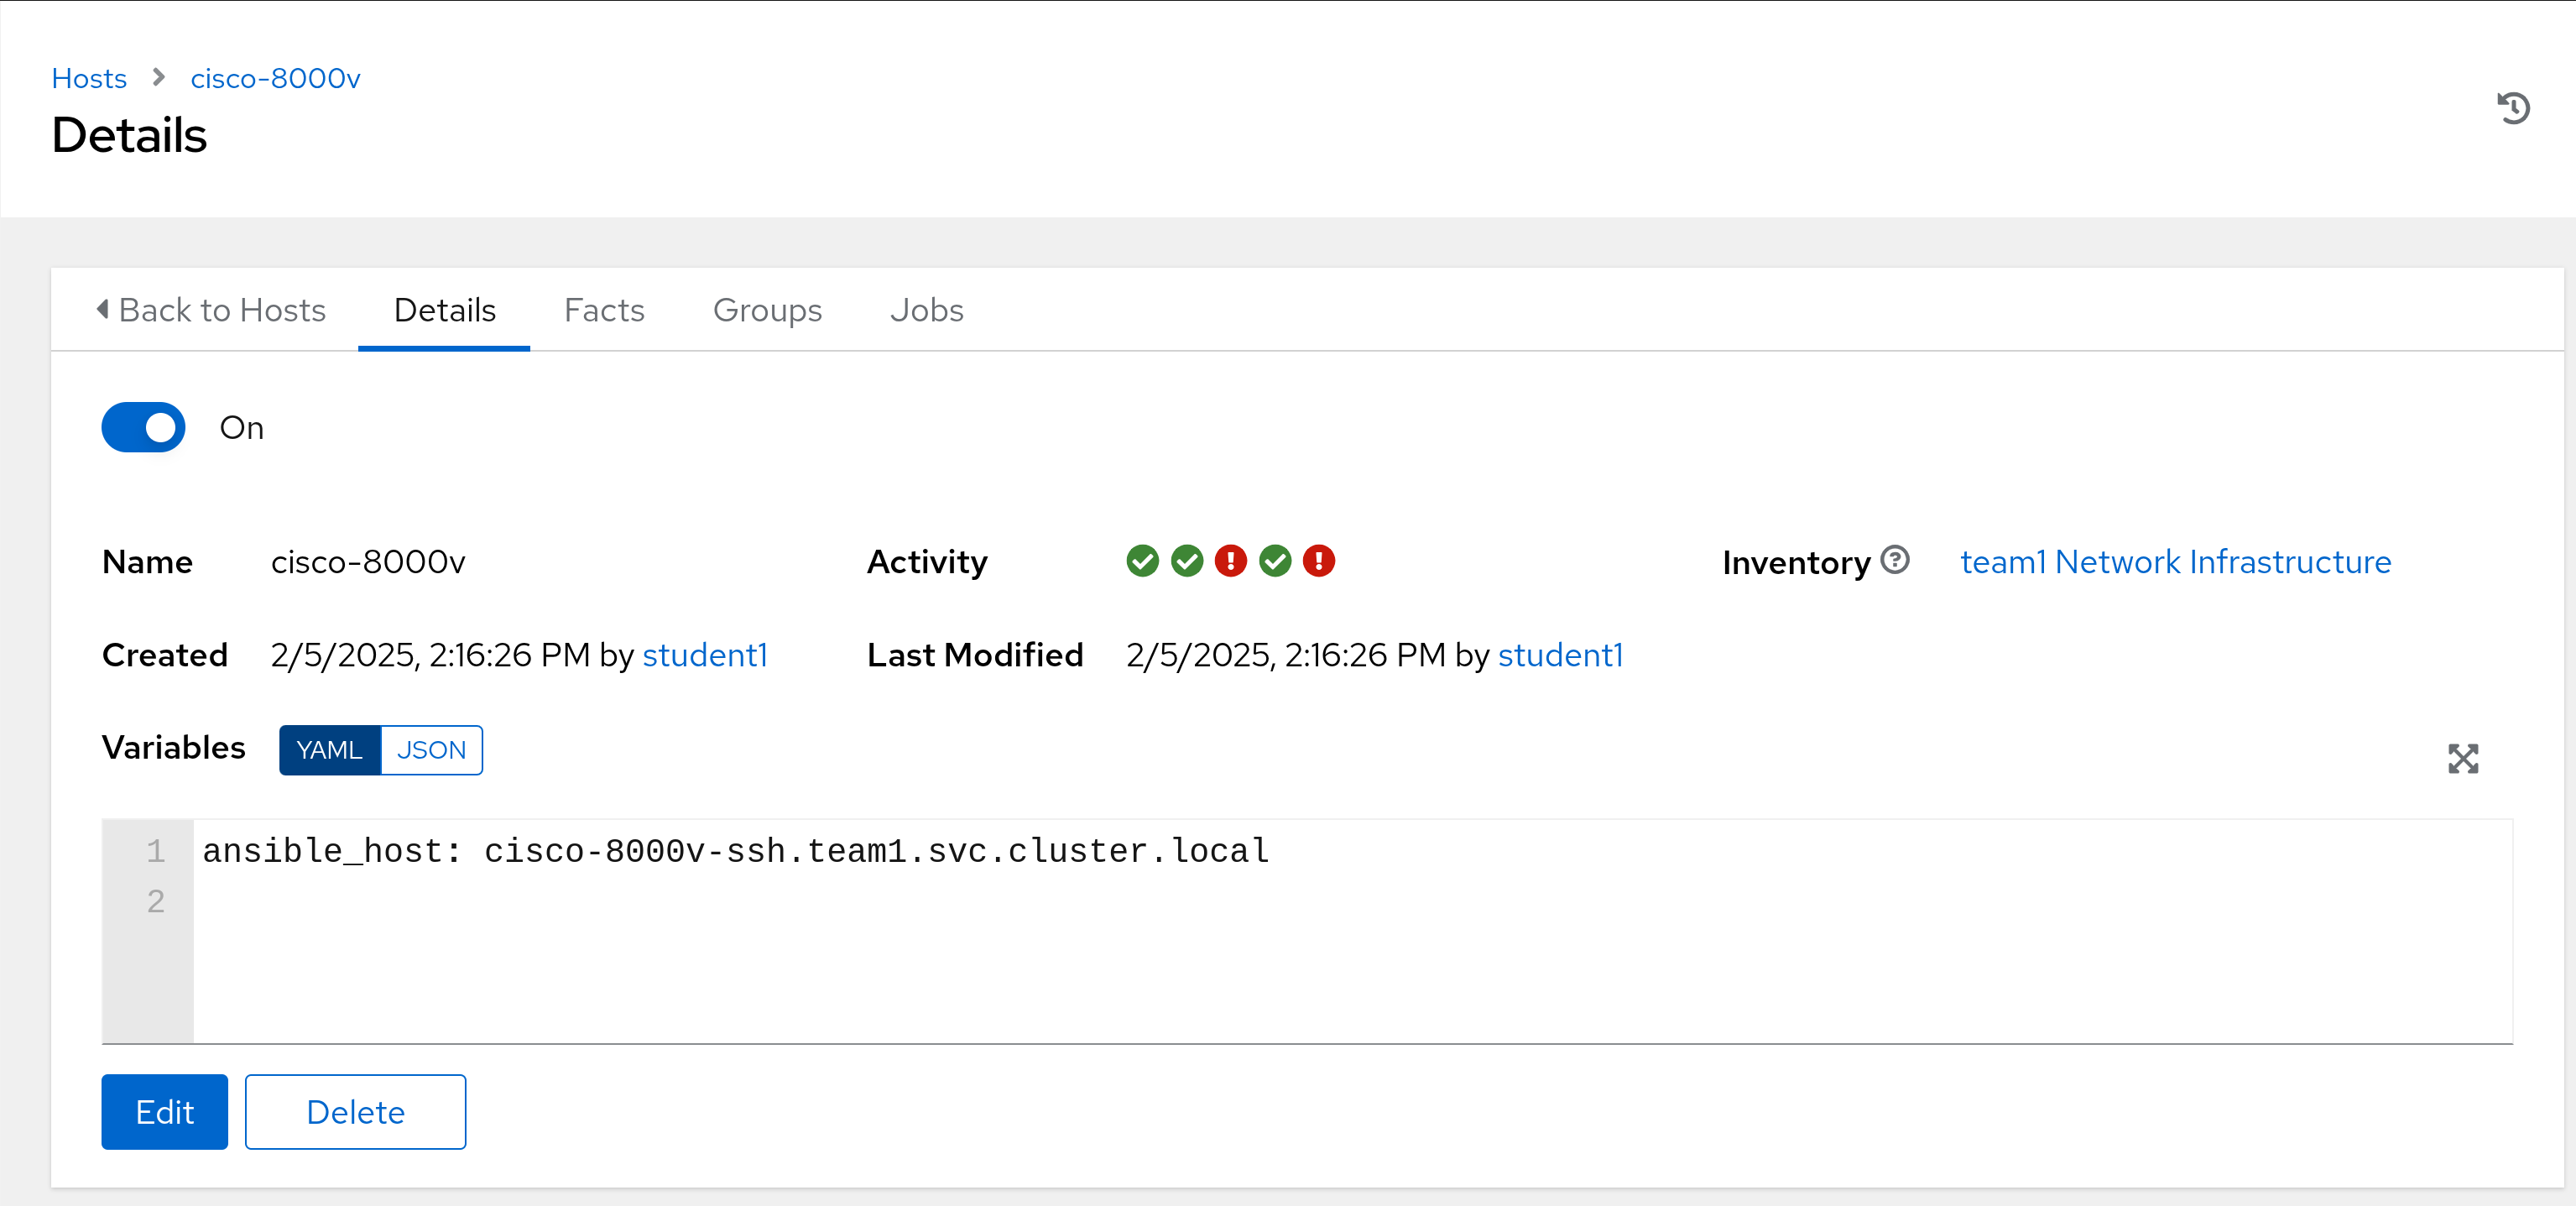 Hosts cisco-8000v
Details
Back to Hosts Details Facts Groups Jobs
On
Name cisco-8000v Activity Inventory team1 Network Infrastructure
Created 2/5/2025, 2:16:26 PM by student1 Last Modified 2/5/2025, 2:16:26 PM by student1
Variables YAML JSON
1 ansible_host: cisco-8000v-ssh.team1.svc.cluster.local
2
Edit Delete